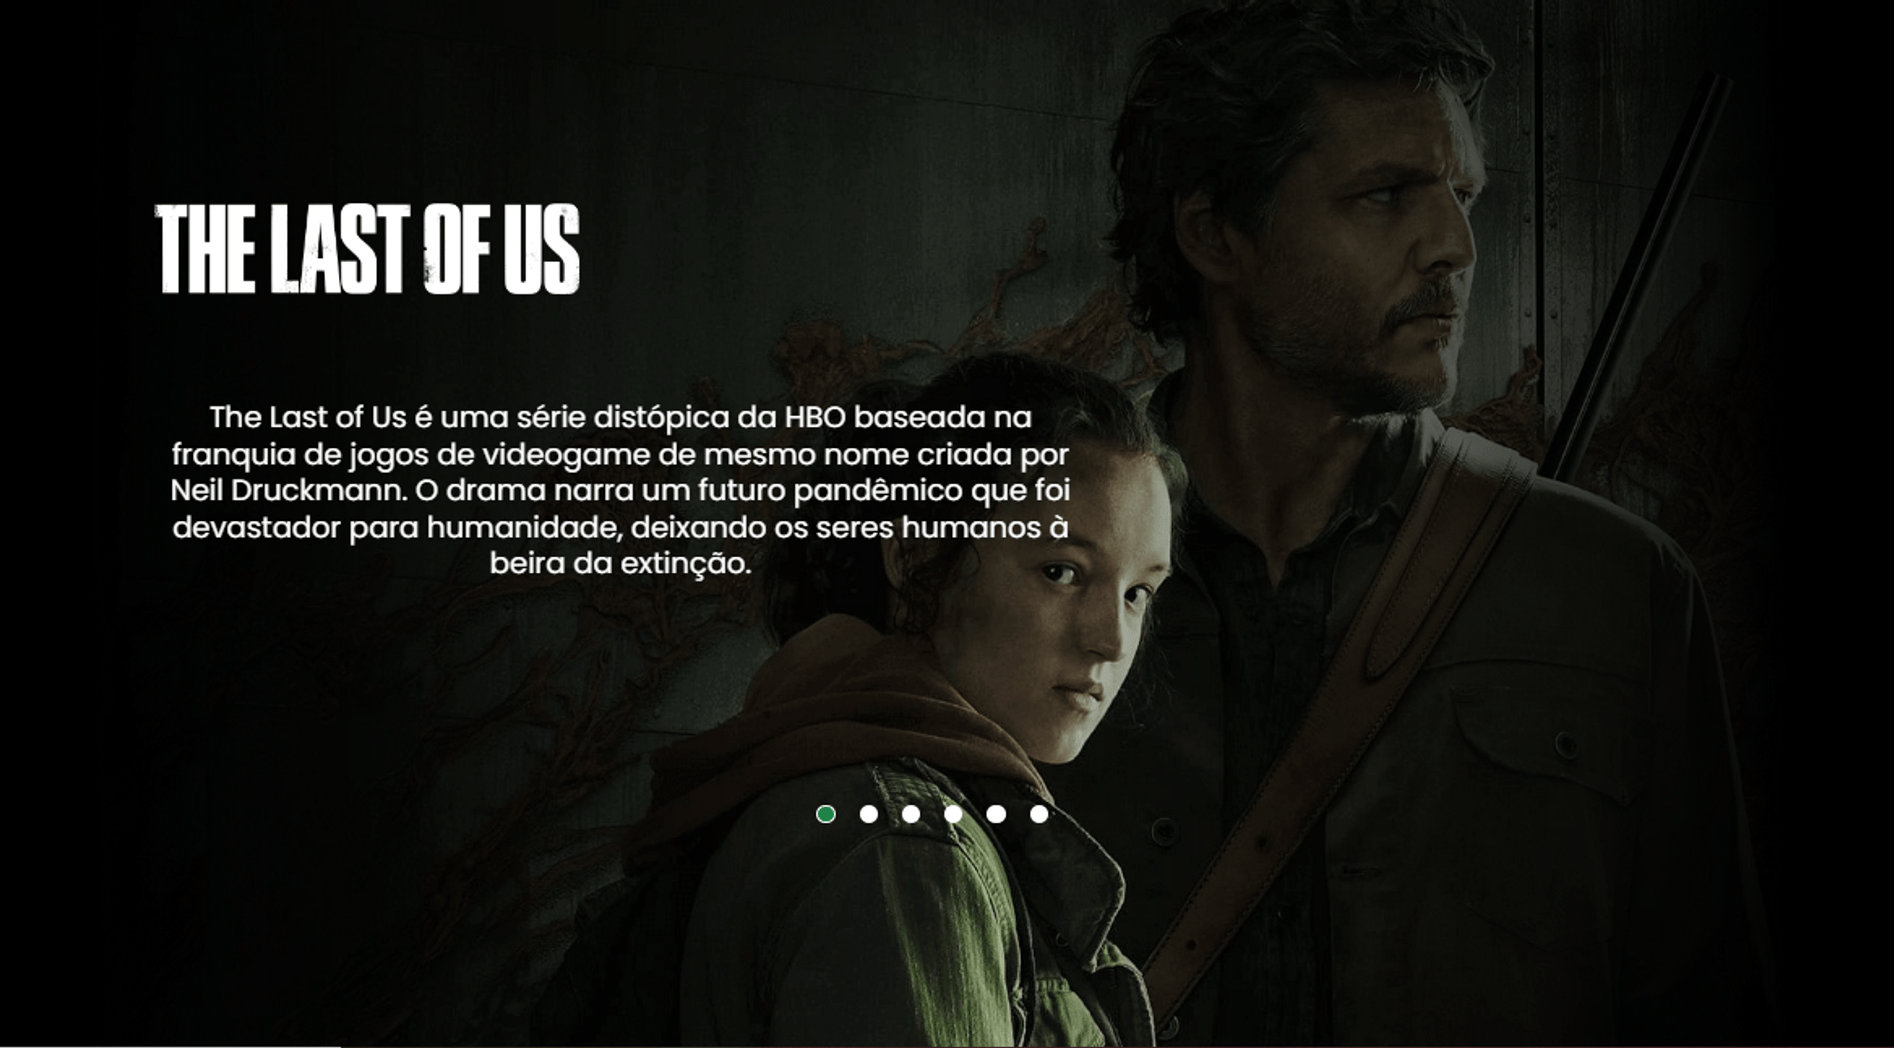 THE LAST OF US
The Last of Us é uma série distópica da HBO baseada na
franquia de jogos de videogame de mesmo nome criada por
Neil Druckmann. O drama narra um futuro pandêmico que foi
devastador para humanidade, deixando os seres humanos à
beira da extinção.